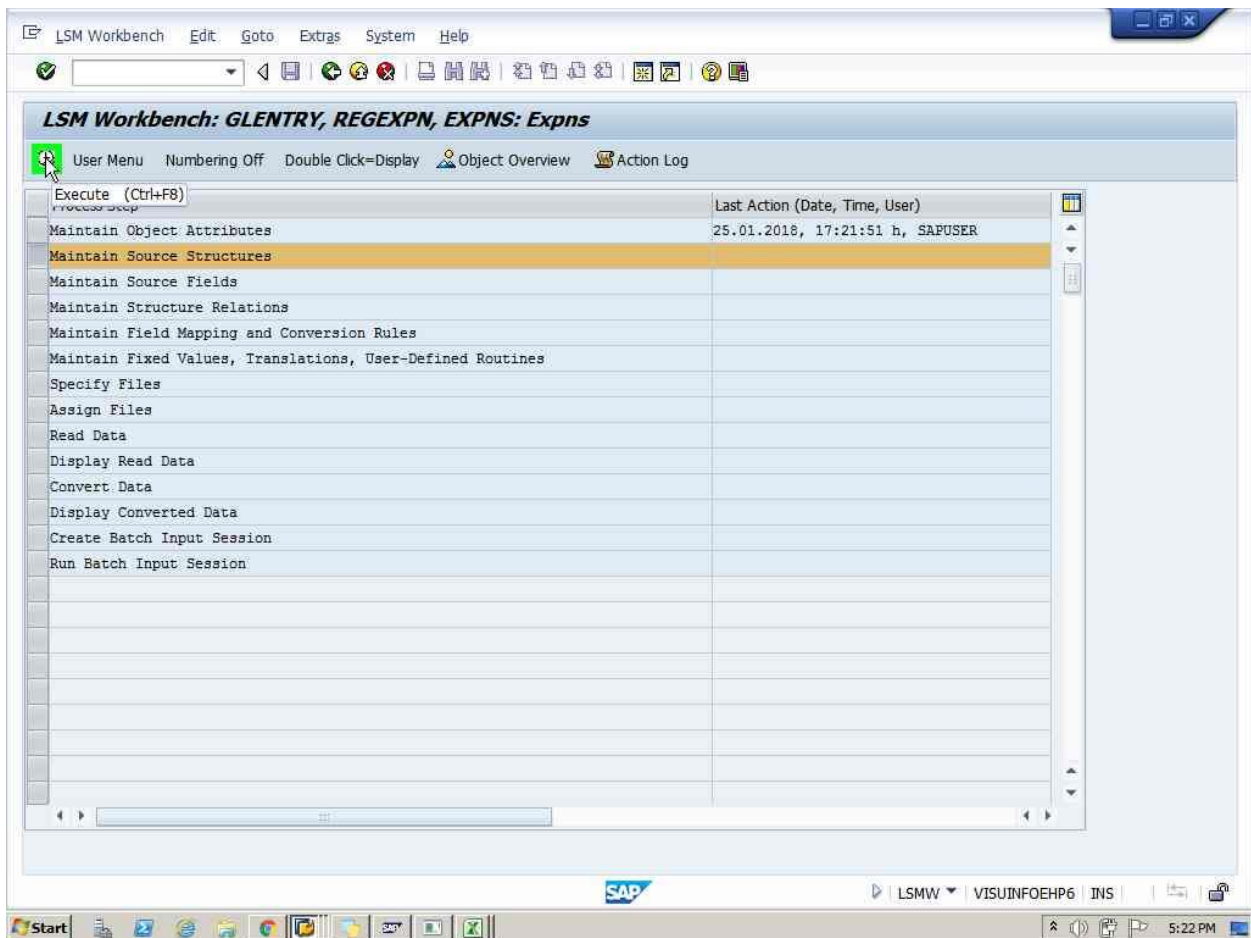 LSM Workbench Edit Goto Extras System Help
LSM Workbench: GLENTRY, REGEXPN, EXPNS: Expns
User Menu Numbering Off Double Click=Display Object Overview Action Log
Execute (Ctrl+F8)
Process Step Last Action (Date, Time, User)
Maintain Object Attributes 25.01.2018, 17:21:51 h, SAPUSER
Maintain Source Structures
Maintain Source Fields
Maintain Structure Relations
Maintain Field Mapping and Conversion Rules
Maintain Fixed Values, Translations, User-Defined Routines
Specify Files
Assign Files
Read Data
Display Read Data
Convert Data
Display Converted Data
Create Batch Input Session
Run Batch Input Session
SAP LSMW VISUINFOEHP6 INS
Start SAP 5:22 PM